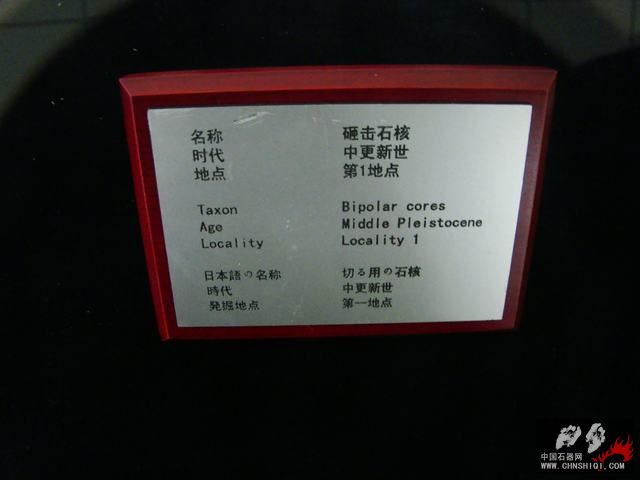 名称 砸击石核
时代 中更新世
地点 第1地点
Taxon Bipolar cores
Age Middle Pleistocene
Locality Locality 1
日本語の名称 切る用の石核
時代 中更新世
発掘地点 第一地点
中国石器网
WWW.CHNSHIQI.COM